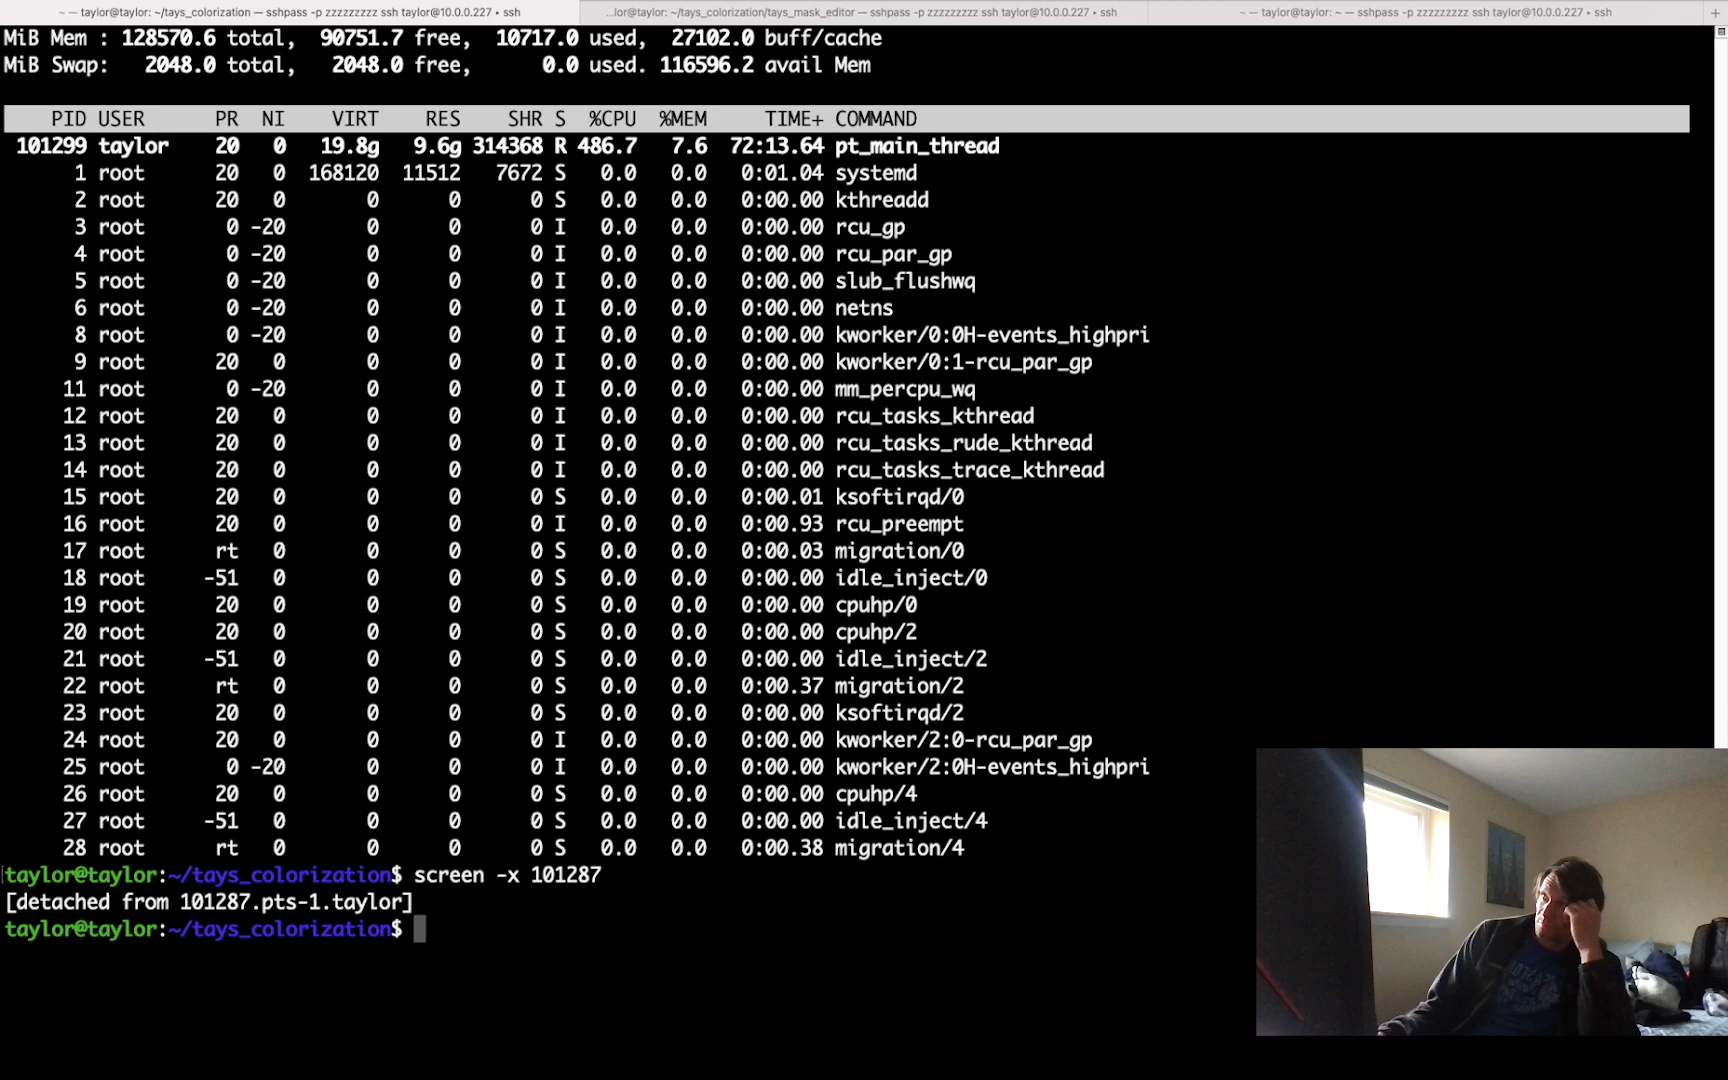 ~ — taylor@taylor: ~/tays_colorization — sshpass -p zzzzzzzzz ssh taylor@10.0.0.227 • ssh
...lor@taylor: ~/tays_colorization/tays_mask_editor — sshpass -p zzzzzzzzz ssh taylor@10.0.0.227 • ssh
~ — taylor@taylor: ~ — sshpass -p zzzzzzzzz ssh taylor@10.0.0.227 • ssh
MiB Mem : 128570.6 total, 90751.7 free, 10717.0 used, 27102.0 buff/cache
MiB Swap: 2048.0 total, 2048.0 free, 0.0 used. 116596.2 avail Mem
PID USER PR NI VIRT RES SHR S %CPU %MEM TIME+ COMMAND
101299 taylor 20 0 19.8g 9.6g 314368 R 486.7 7.6 72:13.64 pt_main_thread
1 root 20 0 168120 11512 7672 S 0.0 0.0 0:01.04 systemd
2 root 20 0 0 0 0 S 0.0 0.0 0:00.00 kthreadd
3 root 0 -20 0 0 0 I 0.0 0.0 0:00.00 rcu_gp
4 root 0 -20 0 0 0 I 0.0 0.0 0:00.00 rcu_par_gp
5 root 0 -20 0 0 0 I 0.0 0.0 0:00.00 slub_flushwq
6 root 0 -20 0 0 0 I 0.0 0.0 0:00.00 netns
8 root 0 -20 0 0 0 I 0.0 0.0 0:00.00 kworker/0:0H-events_highpri
9 root 20 0 0 0 0 I 0.0 0.0 0:00.00 kworker/0:1-rcu_par_gp
11 root 0 -20 0 0 0 I 0.0 0.0 0:00.00 mm_percpu_wq
12 root 20 0 0 0 0 I 0.0 0.0 0:00.00 rcu_tasks_kthread
13 root 20 0 0 0 0 I 0.0 0.0 0:00.00 rcu_tasks_rude_kthread
14 root 20 0 0 0 0 I 0.0 0.0 0:00.00 rcu_tasks_trace_kthread
15 root 20 0 0 0 0 S 0.0 0.0 0:00.01 ksoftirqd/0
16 root 20 0 0 0 0 I 0.0 0.0 0:00.93 rcu_preempt
17 root rt 0 0 0 0 S 0.0 0.0 0:00.03 migration/0
18 root -51 0 0 0 0 S 0.0 0.0 0:00.00 idle_inject/0
19 root 20 0 0 0 0 S 0.0 0.0 0:00.00 cpuhp/0
20 root 20 0 0 0 0 S 0.0 0.0 0:00.00 cpuhp/2
21 root -51 0 0 0 0 S 0.0 0.0 0:00.00 idle_inject/2
22 root rt 0 0 0 0 S 0.0 0.0 0:00.37 migration/2
23 root 20 0 0 0 0 S 0.0 0.0 0:00.00 ksoftirqd/2
24 root 20 0 0 0 0 I 0.0 0.0 0:00.00 kworker/2:0-rcu_par_gp
25 root 0 -20 0 0 0 I 0.0 0.0 0:00.00 kworker/2:0H-events_highpri
26 root 20 0 0 0 0 S 0.0 0.0 0:00.00 cpuhp/4
27 root -51 0 0 0 0 S 0.0 0.0 0:00.00 idle_inject/4
28 root rt 0 0 0 0 S 0.0 0.0 0:00.38 migration/4
taylor@taylor:~/tays_colorization$ screen -x 101287
[detached from 101287.pts-1.taylor]
taylor@taylor:~/tays_colorization$